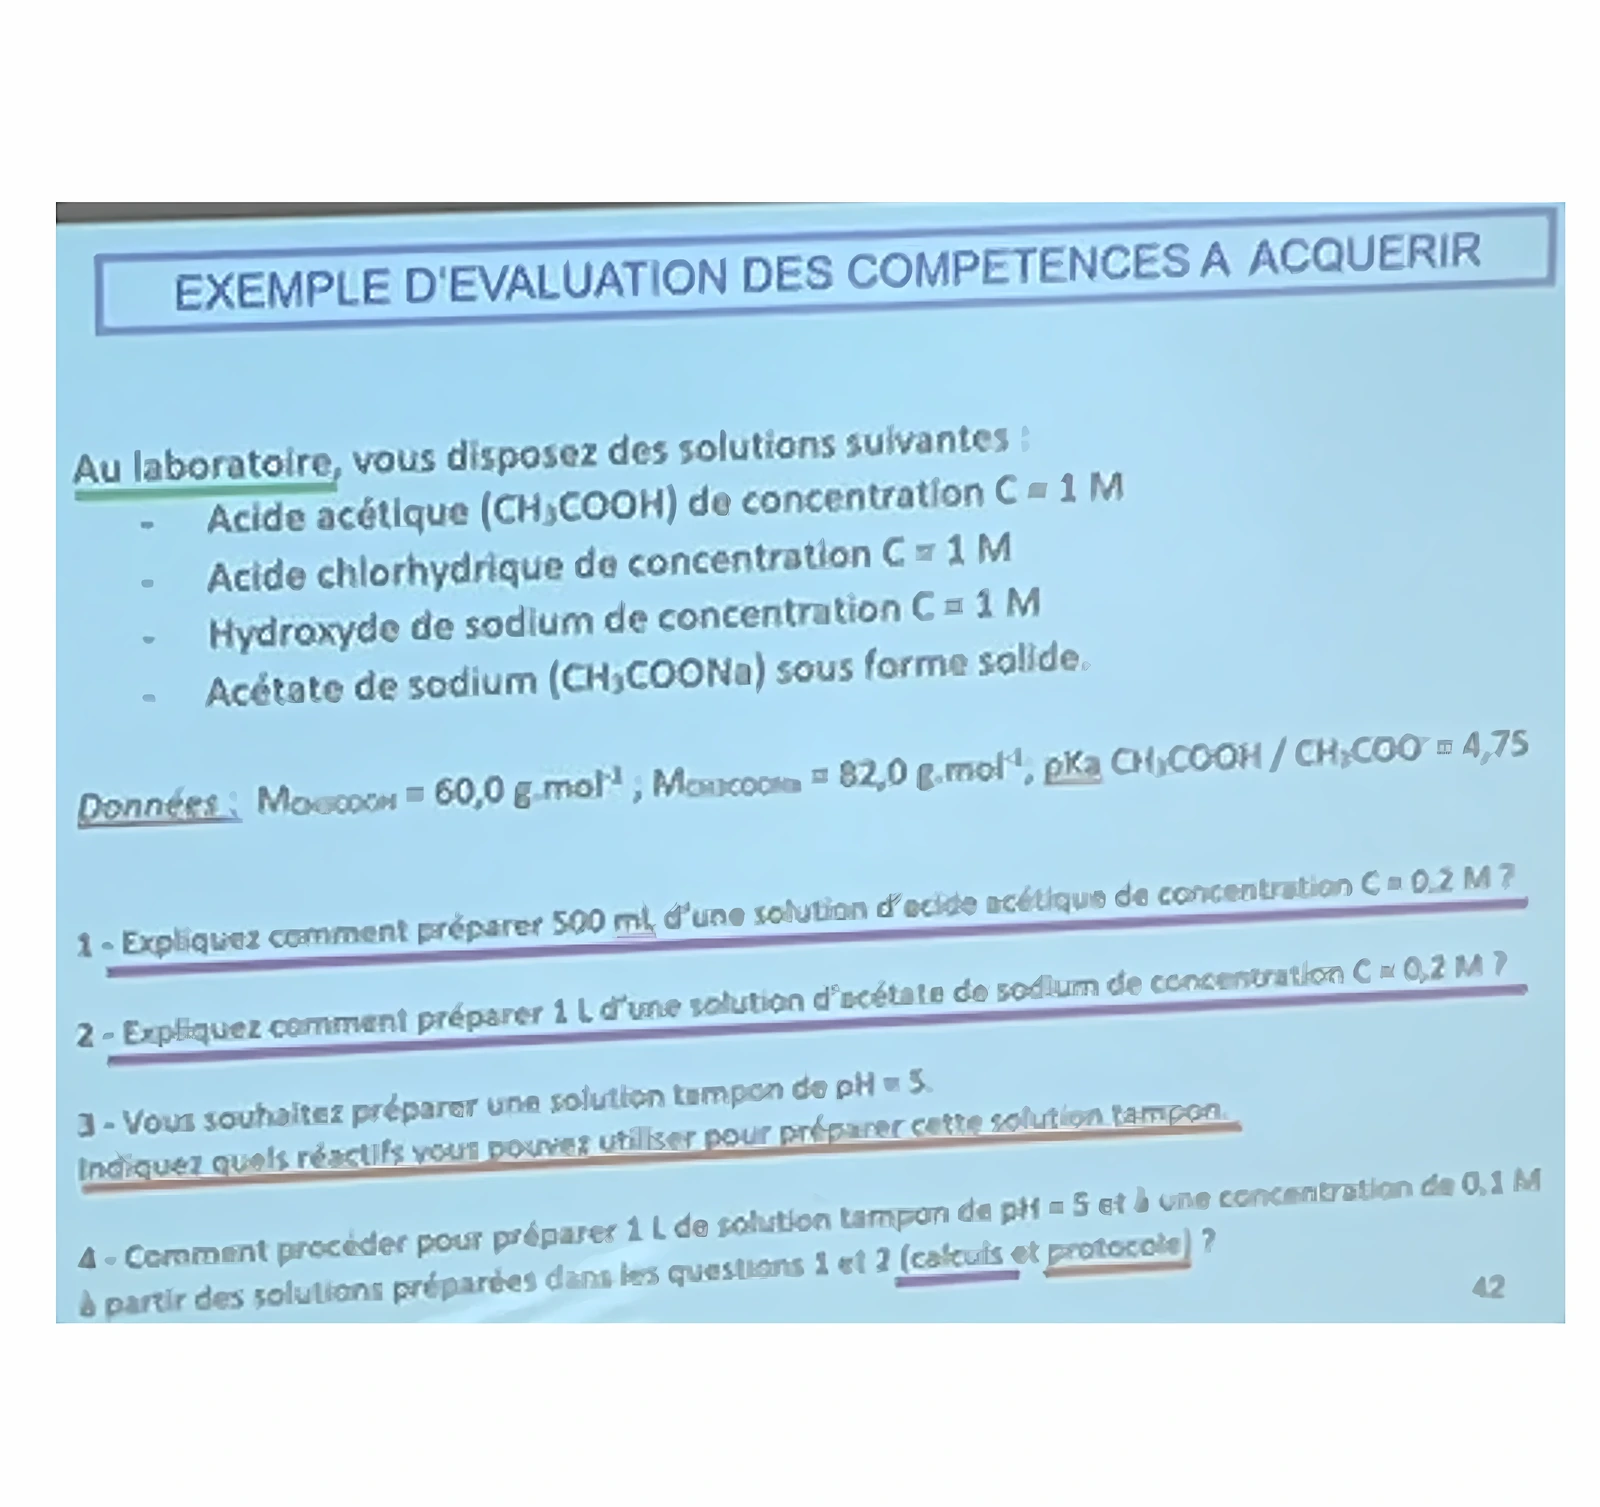 EXEMPLE D'EVALUATION DES COMPETENCES A ACQUERIR
Au laboratoire, vous disposez des solutions suivantes :
- Acide acétique (CH₃COOH) de concentration C = 1 M
- Acide chlorhydrique de concentration C = 1 M
- Hydroxyde de sodium de concentration C = 1 M
- Acétate de sodium (CH₃COONa) sous forme solide.
Données : M_CH3COOH = 60,0 g.mol⁻¹ ; M_CH3COONa = 82,0 g.mol⁻¹, pKa CH₃COOH / CH₃COO⁻ = 4,75
1 - Expliquez comment préparer 500 mL d'une solution d'acide acétique de concentration C = 0.2 M ?
2 - Expliquez comment préparer 1 L d'une solution d'acétate de sodium de concentration C = 0,2 M ?
3 - Vous souhaitez préparer une solution tampon de pH = 5.
Indiquez quels réactifs vous pouvez utiliser pour préparer cette solution tampon.
4 - Comment procéder pour préparer 1 L de solution tampon de pH = 5 et à une concentration de 0,1 M
à partir des solutions préparées dans les questions 1 et 2 (calculs et protocole) ?
42